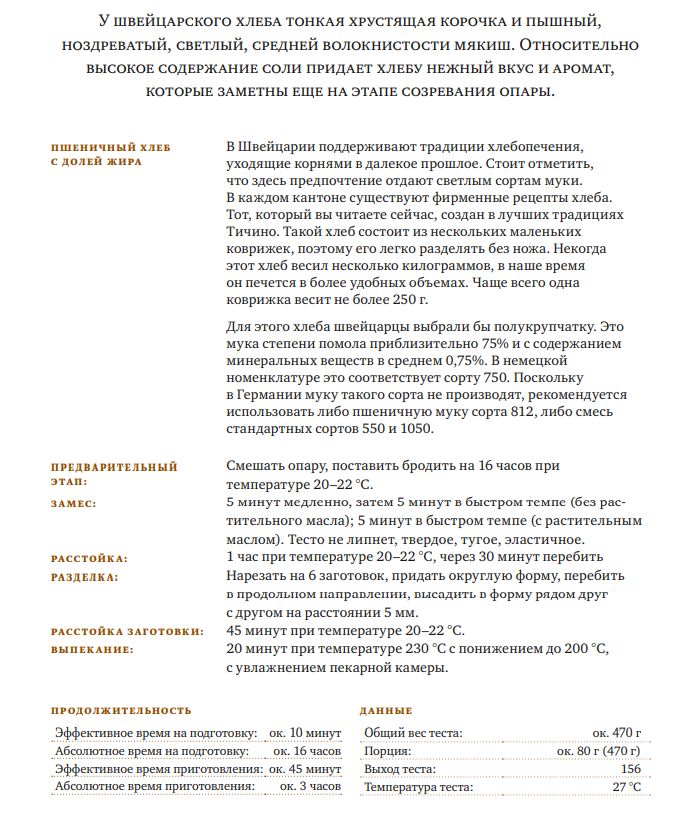 У ШВЕЙЦАРСКОГО ХЛЕБА ТОНКАЯ ХРУСТЯЩАЯ КОРОЧКА И ПЫШНЫЙ,
НОЗДРЕВАТЫЙ, СВЕТЛЫЙ, СРЕДНЕЙ ВОЛОКНИСТОСТИ МЯКИШ. ОТНОСИТЕЛЬНО
ВЫСОКОЕ СОДЕРЖАНИЕ СОЛИ ПРИДАЕТ ХЛЕБУ НЕЖНЫЙ ВКУС И АРОМАТ,
КОТОРЫЕ ЗАМЕТНЫ ЕЩЕ НА ЭТАПЕ СОЗРЕВАНИЯ ОПАРЫ.
ПШЕНИЧНЫЙ ХЛЕБ
С ДОЛЕЙ ЖИРА
В Швейцарии поддерживают традиции хлебопечения,
уходящие корнями в далекое прошлое. Стоит отметить,
что здесь предпочтение отдают светлым сортам муки.
В каждом кантоне существуют фирменные рецепты хлеба.
Тот, который вы читаете сейчас, создан в лучших традициях
Тичино. Такой хлеб состоит из нескольких маленьких
коврижек, поэтому его легко разделять без ножа. Некогда
этот хлеб весил несколько килограммов, в наше время
он печется в более удобных объемах. Чаще всего одна
коврижка весит не более 250 г.
Для этого хлеба швейцарцы выбрали бы полукрупчатку. Это
мука степени помола приблизительно 75% и с содержанием
минеральных веществ в среднем 0,75%. В немецкой
номенклатуре это соответствует сорту 750. Поскольку
в Германии муку такого сорта не производят, рекомендуется
использовать либо пшеничную муку сорта 812, либо смесь
стандартных сортов 550 и 1050.
ПРЕДВАРИТЕЛЬНЫЙ
ЭТАП:
Смешать опару, поставить бродить на 16 часов при
температуре 20–22 °C.
ЗАМЕС:
5 минут медленно, затем 5 минут в быстром темпе (без рас-
тительного масла); 5 минут в быстром темпе (с растительным
маслом). Тесто не липнет, твердое, тугое, эластичное.
РАССТОЙКА:
1 час при температуре 20–22 °C, через 30 минут перебить
РАЗДЕЛКА:
Нарезать на 6 заготовок, придать округлую форму, перебить
в продольном направлении, высадить в форму рядом друг
с другом на расстоянии 5 мм.
РАССТОЙКА ЗАГОТОВКИ:
45 минут при температуре 20–22 °C.
ВЫПЕКАНИЕ:
20 минут при температуре 230 °C с понижением до 200 °C,
с увлажнением пекарной камеры.
ПРОДОЛЖИТЕЛЬНОСТЬ
Эффективное время на подготовку: ок. 10 минут
Абсолютное время на подготовку: ок. 16 часов
Эффективное время приготовления: ок. 45 минут
Абсолютное время приготовления: ок. 3 часов
ДАННЫЕ
Общий вес теста: ок. 470 г
Порция: ок. 80 г (470 г)
Выход теста: 156
Температура теста: 27 °C